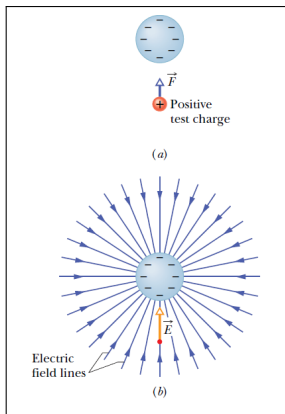 F
+ Positive
test charge
(a)
E
Electric
field lines
(b)